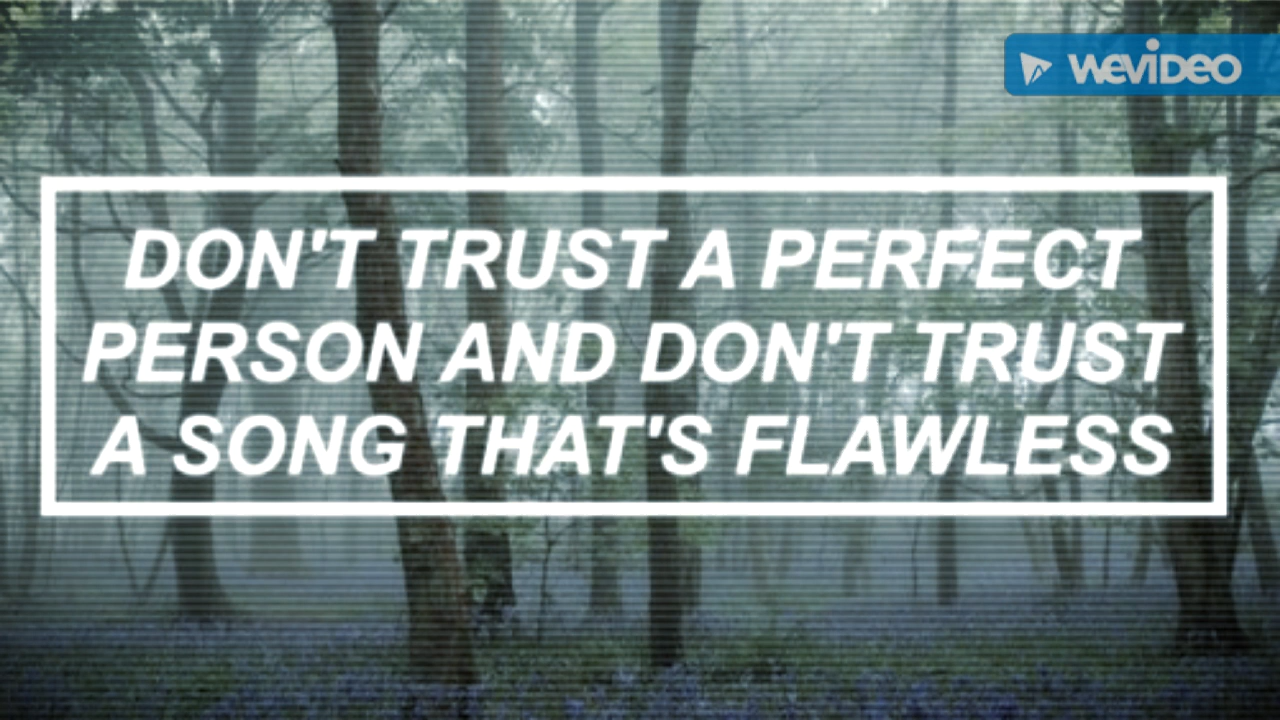 WEVIDEO
DON'T TRUST A PERFECT
PERSON AND DON'T TRUST
A SONG THAT'S FLAWLESS